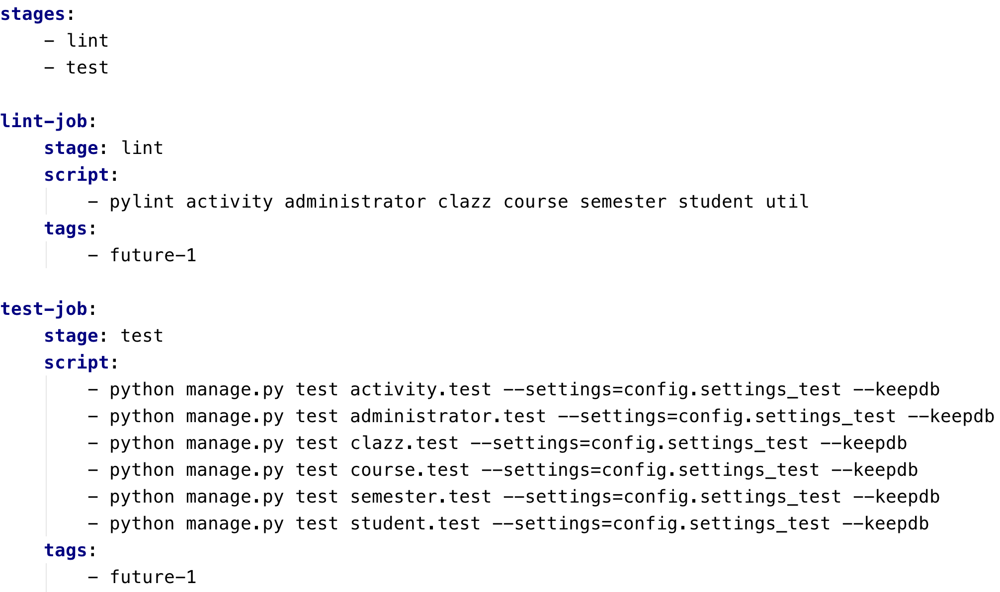 stages:
    - lint
    - test

lint-job:
    stage: lint
    script:
        - pylint activity administrator clazz course semester student util
    tags:
        - future-1

test-job:
    stage: test
    script:
        - python manage.py test activity.test --settings=config.settings_test --keepdb
        - python manage.py test administrator.test --settings=config.settings_test --keepdb
        - python manage.py test clazz.test --settings=config.settings_test --keepdb
        - python manage.py test course.test --settings=config.settings_test --keepdb
        - python manage.py test semester.test --settings=config.settings_test --keepdb
        - python manage.py test student.test --settings=config.settings_test --keepdb
    tags:
        - future-1